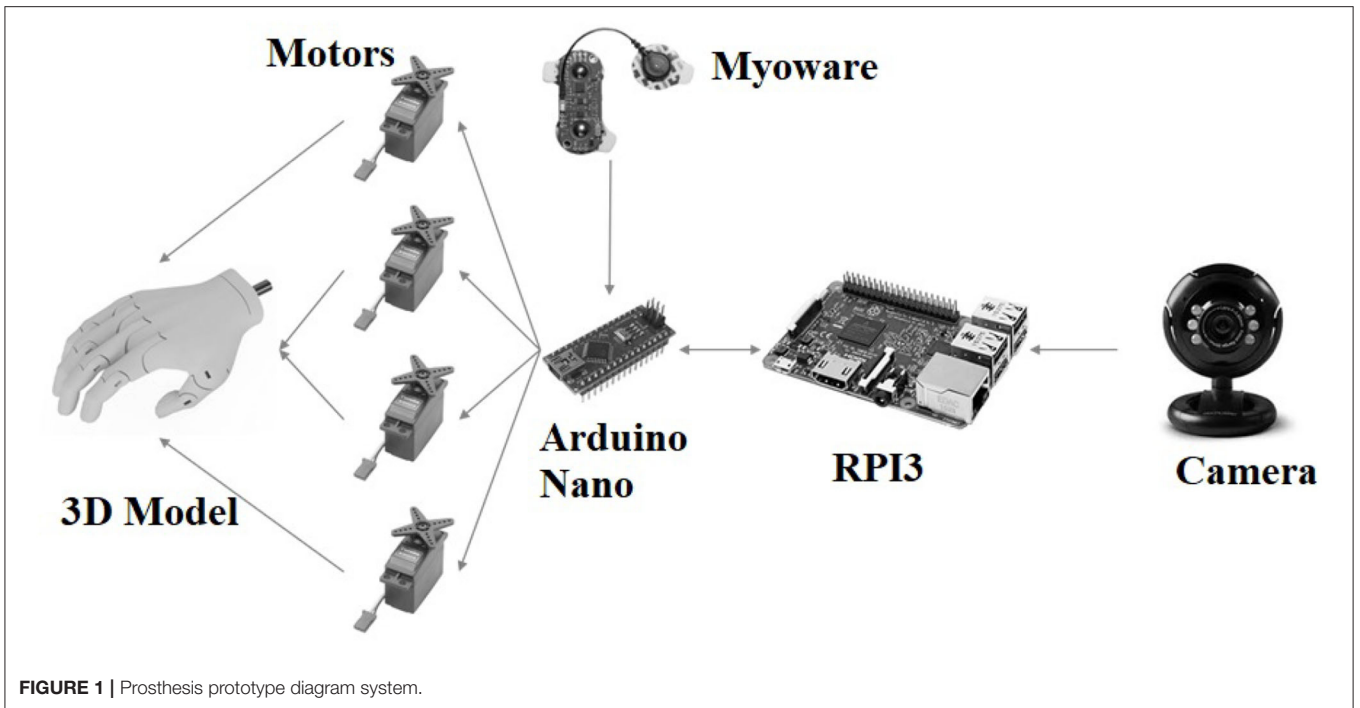 Motors
Myoware
Arduino
Nano
RPI3
Camera
3D Model
FIGURE 1 | Prosthesis prototype diagram system.